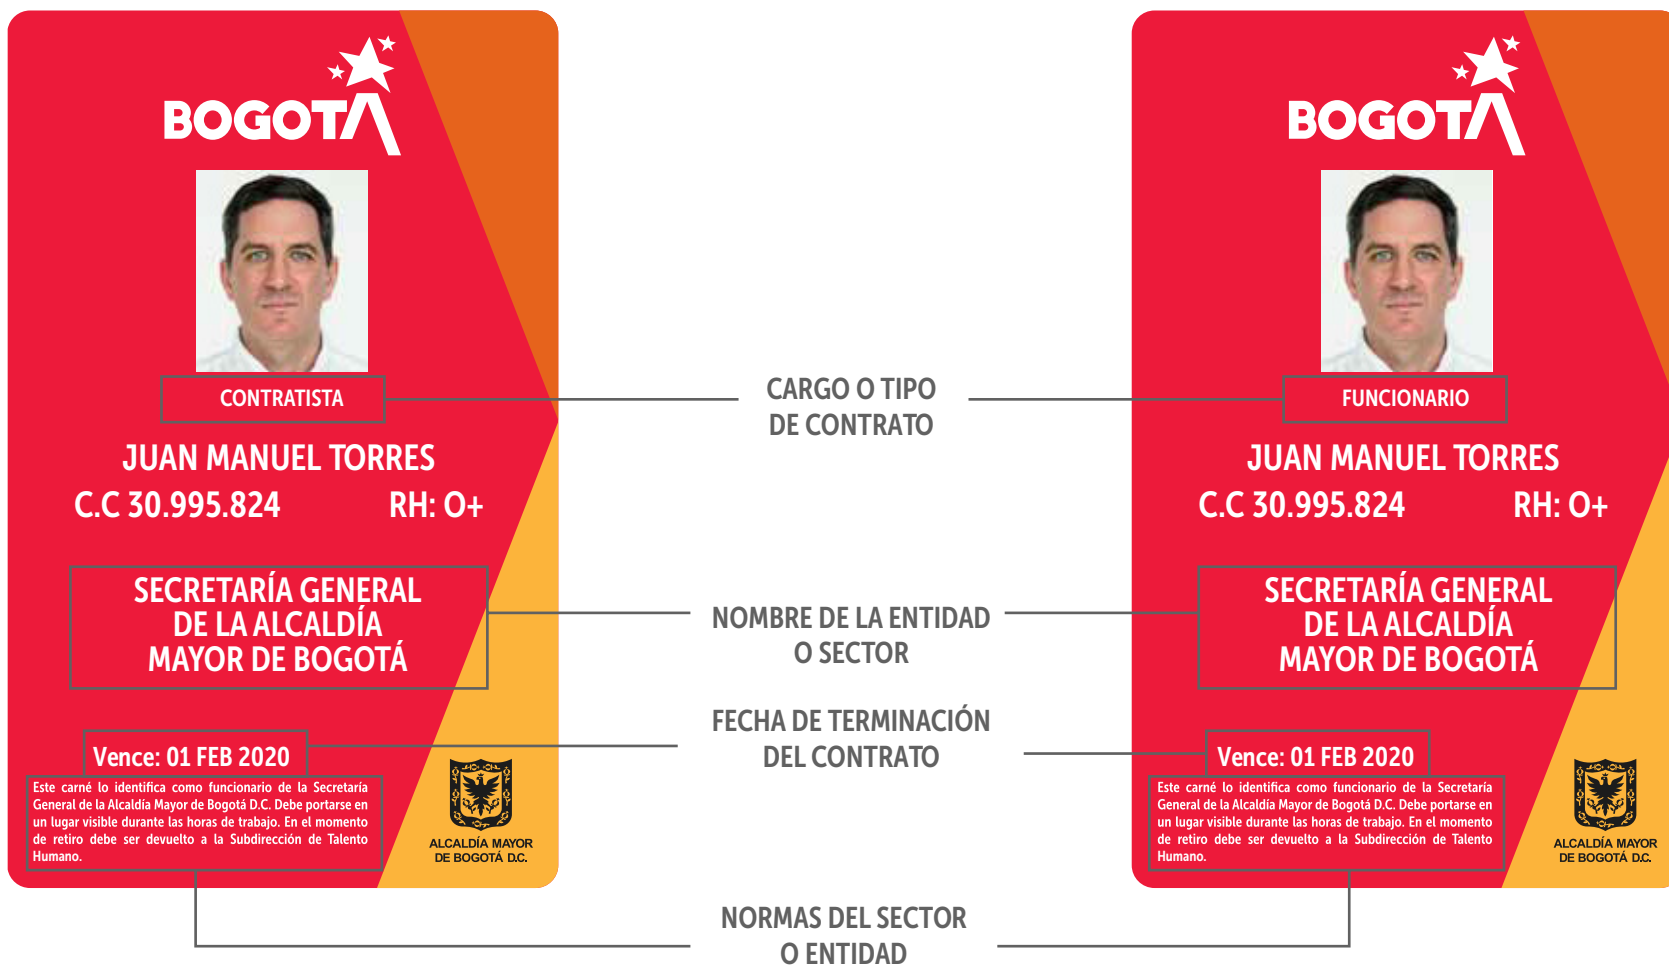 BOGOTÁ
CONTRATISTA
JUAN MANUEL TORRES
C.C 30.995.824 RH: O+
SECRETARÍA GENERAL
DE LA ALCALDÍA
MAYOR DE BOGOTÁ
Vence: 01 FEB 2020
Este carné lo identifica como funcionario de la Secretaría
General de la Alcaldía Mayor de Bogotá D.C. Debe portarse en
un lugar visible durante las horas de trabajo. En el momento
de retiro debe ser devuelto a la Subdirección de Talento
Humano.
ALCALDÍA MAYOR
DE BOGOTÁ D.C.
CARGO O TIPO
DE CONTRATO
NOMBRE DE LA ENTIDAD
O SECTOR
FECHA DE TERMINACIÓN
DEL CONTRATO
NORMAS DEL SECTOR
O ENTIDAD
BOGOTÁ
FUNCIONARIO
JUAN MANUEL TORRES
C.C 30.995.824 RH: O+
SECRETARÍA GENERAL
DE LA ALCALDÍA
MAYOR DE BOGOTÁ
Vence: 01 FEB 2020
Este carné lo identifica como funcionario de la Secretaría
General de la Alcaldía Mayor de Bogotá D.C. Debe portarse en
un lugar visible durante las horas de trabajo. En el momento
de retiro debe ser devuelto a la Subdirección de Talento
Humano.
ALCALDÍA MAYOR
DE BOGOTÁ D.C.